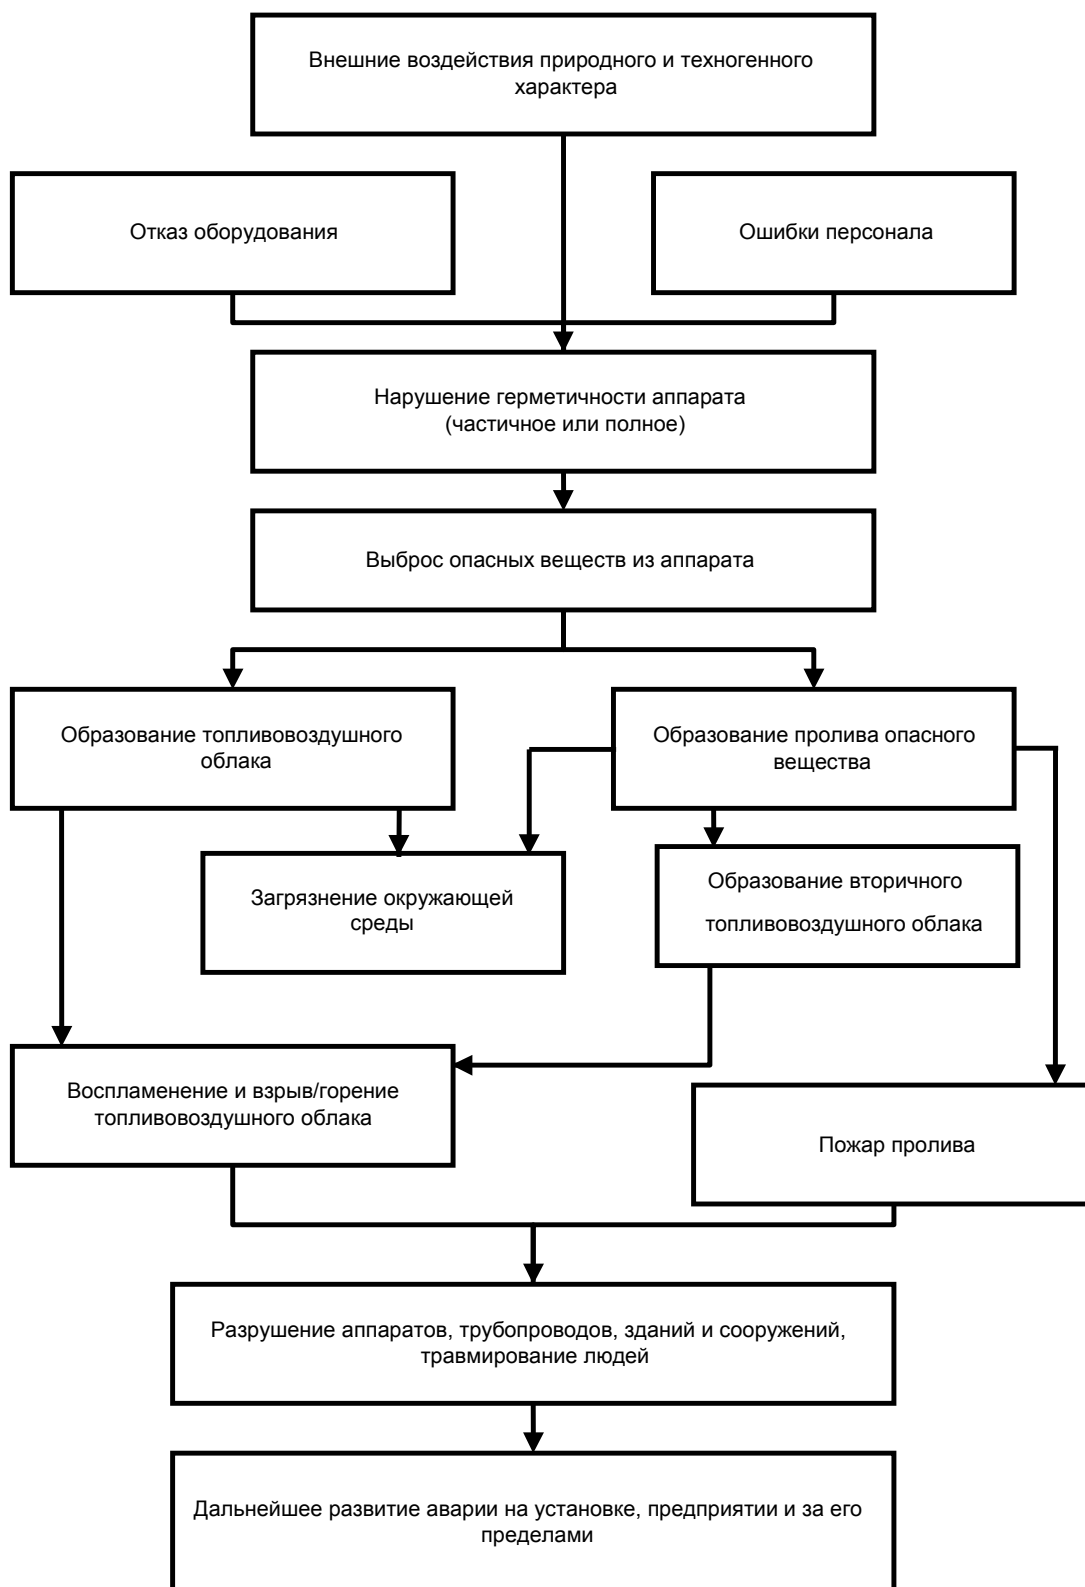 Внешние воздействия природного и техногенного
характера
Отказ оборудования
Ошибки персонала
Нарушение герметичности аппарата
(частичное или полное)
Выброс опасных веществ из аппарата
Образование топливовоздушного
облака
Образование пролива опасного
вещества
Загрязнение окружающей
среды
Образование вторичного
топливовоздушного облака
Воспламенение и взрыв/горение
топливовоздушного облака
Пожар пролива
Разрушение аппаратов, трубопроводов, зданий и сооружений,
травмирование людей
Дальнейшее развитие аварии на установке, предприятии и за его
пределами